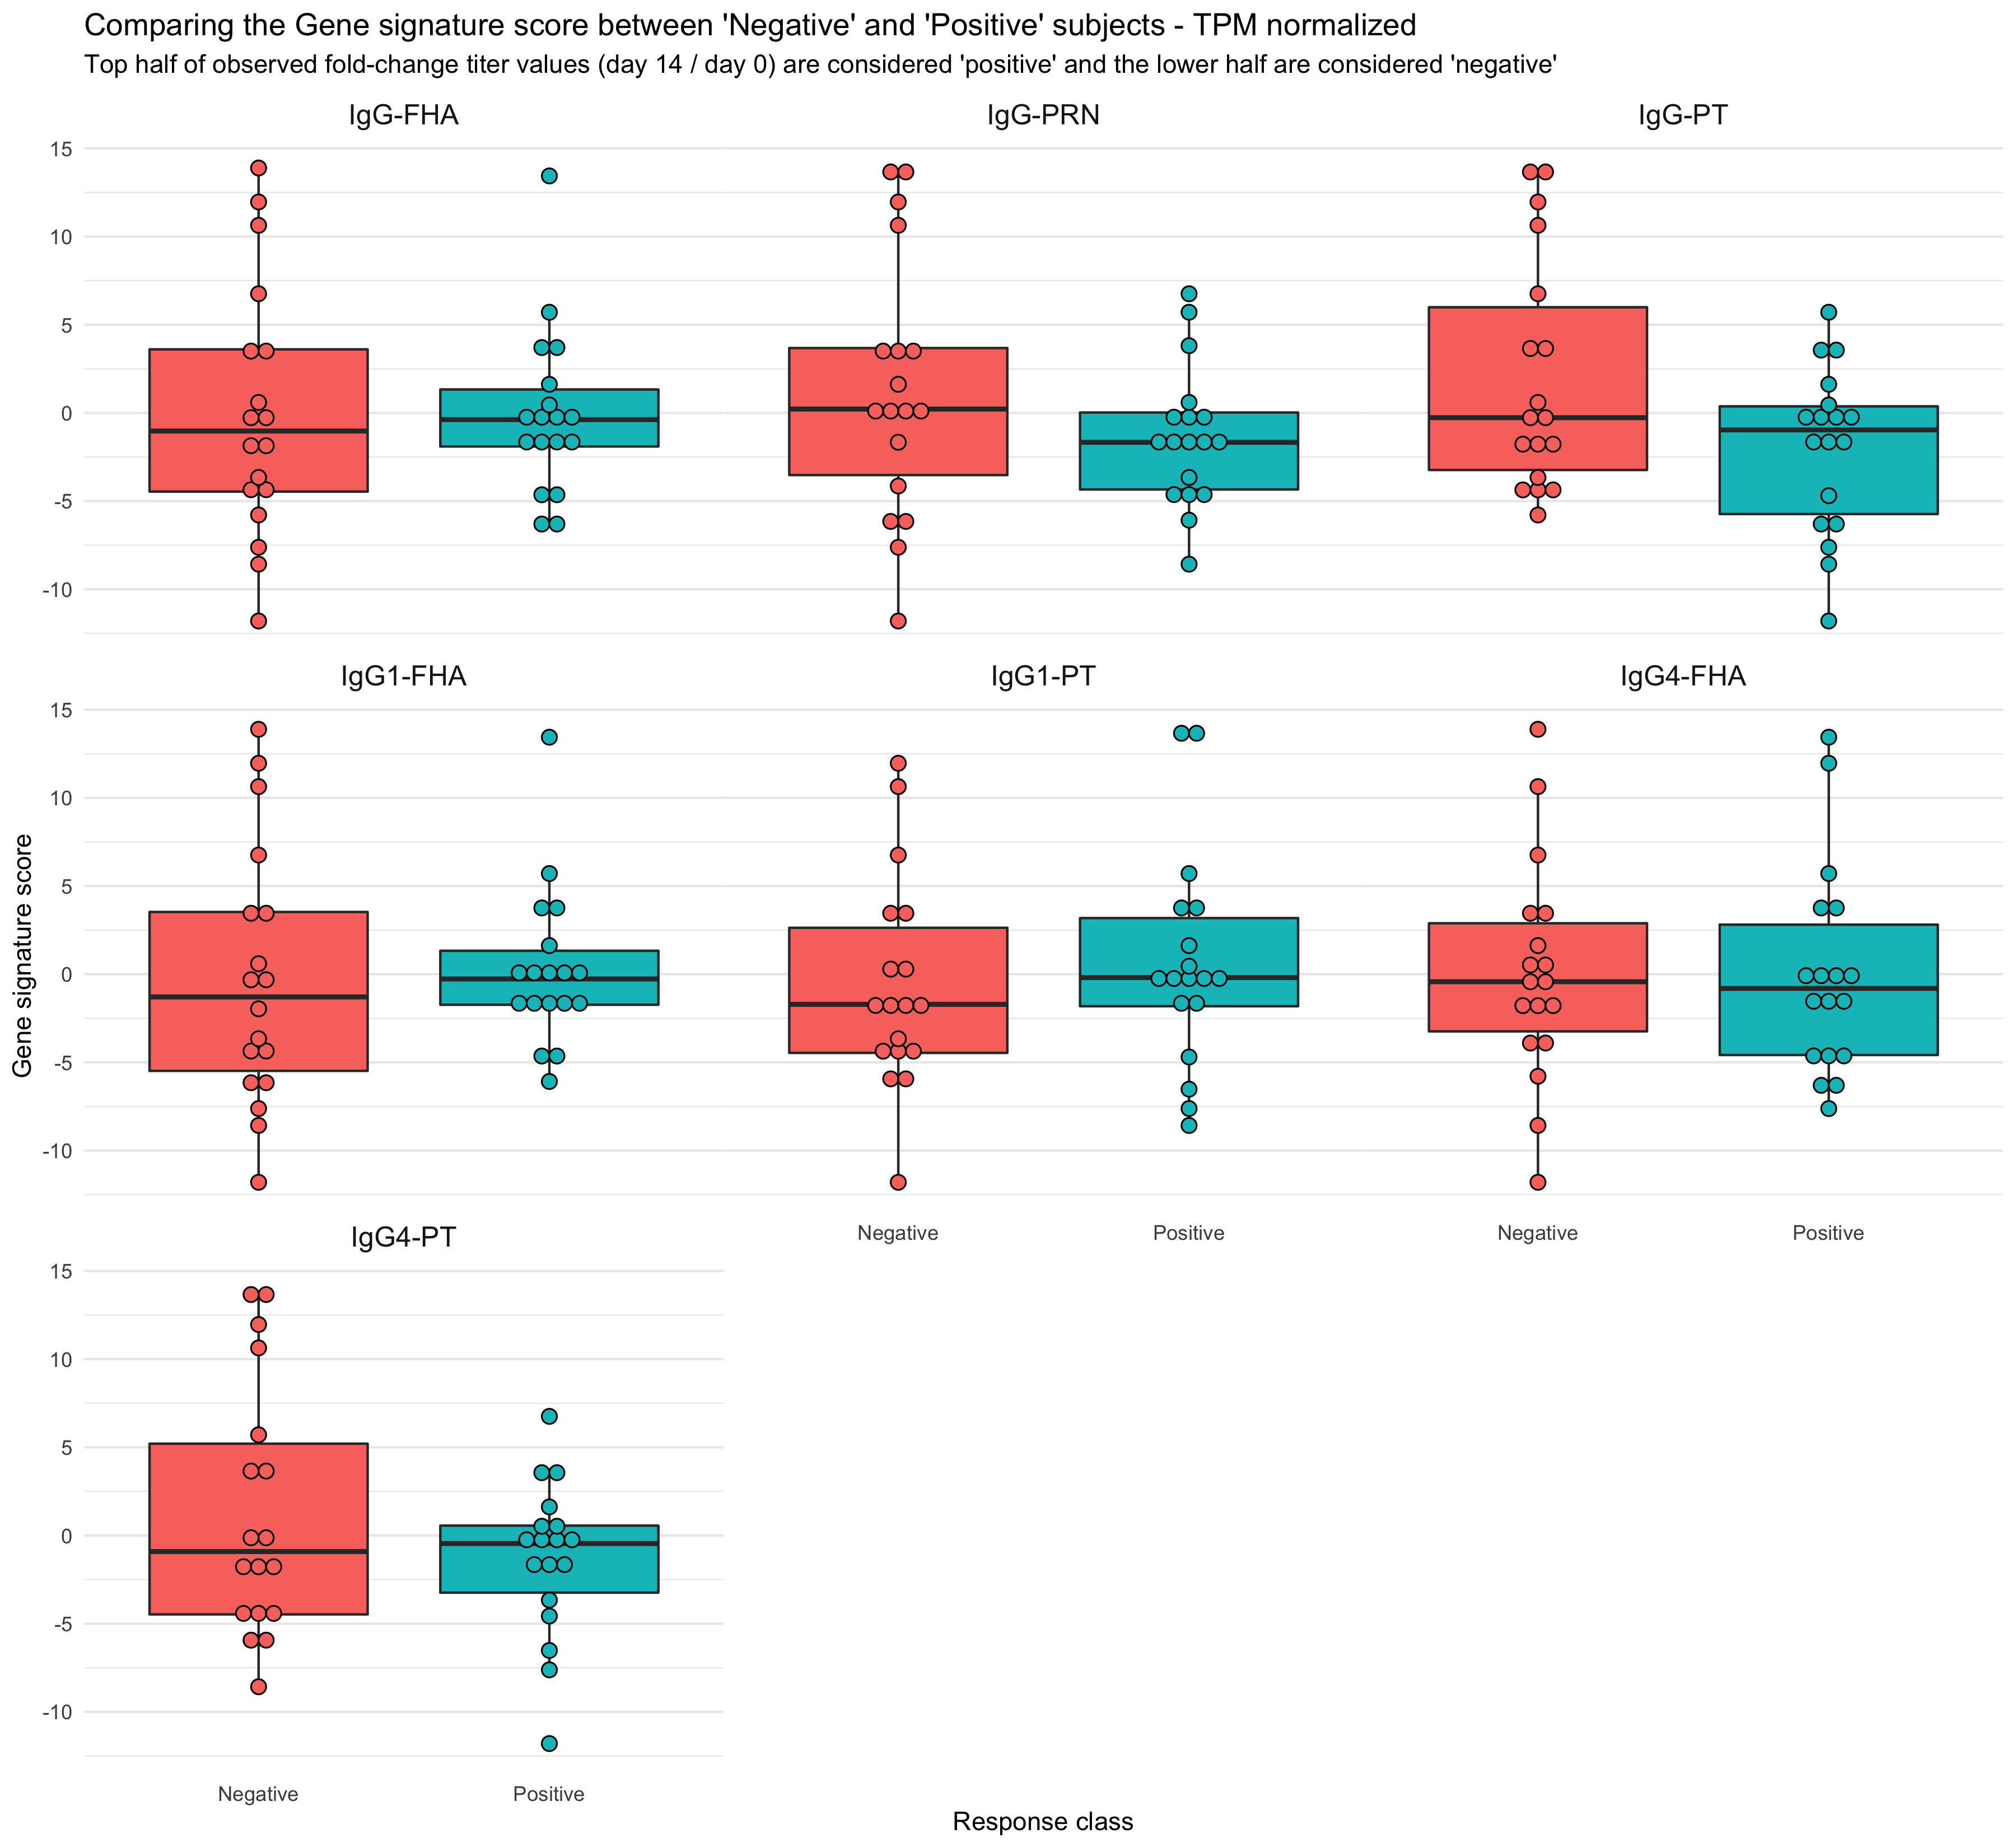 Comparing the Gene signature score between 'Negative' and 'Positive' subjects - TPM normalized
Top half of observed fold-change titer values (day 14 / day 0) are considered 'positive' and the lower half are considered 'negative'
IgG-FHA
IgG-PRN
IgG-PT
15
10
5
0
-5
-10
IgG1-FHA
IgG1-PT
IgG4-FHA
15
10
5
0
-5
-10
Gene signature score
Negative
Positive
Negative
Positive
IgG4-PT
15
10
5
0
-5
-10
Negative
Positive
Response class